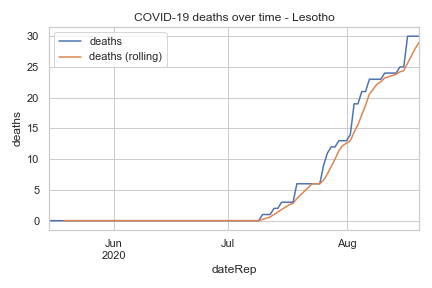 COVID-19 deaths over time - Lesotho
deaths
deaths (rolling)
30
25
20
15
10
5
0
deaths
Jun
2020
Jul
Aug
dateRep